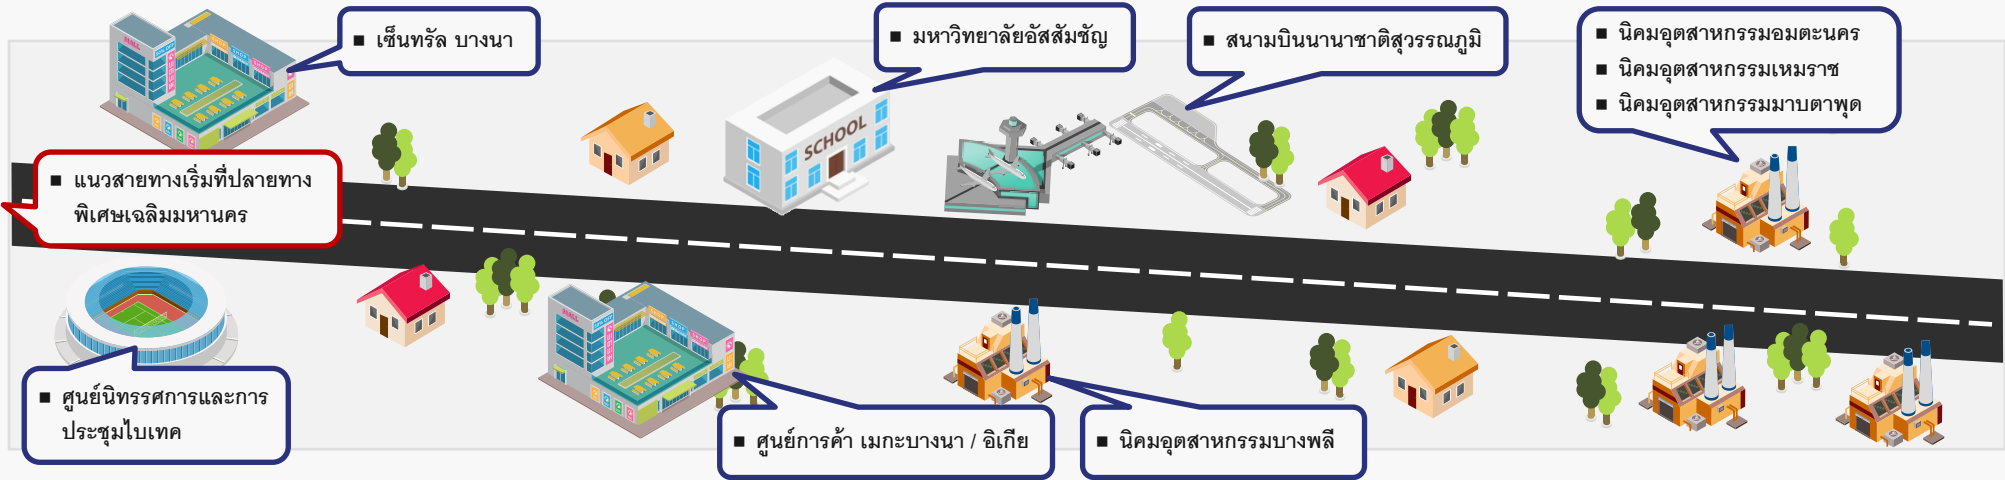 ■ เซ็นทรัล บางนา
■ มหาวิทยาลัยอัสสัมชัญ
■ สนามบินนานาชาติสุวรรณภูมิ
■ นิคมอุตสาหกรรมอมตะนคร
■ นิคมอุตสาหกรรมเหมราช
■ นิคมอุตสาหกรรมมาบตาพุด
MALL
SHOP
SHOP
SHOP
SCHOOL
■ แนวสายทางเริ่มที่ปลายทาง
พิเศษเฉลิมมหานคร
MALL
SHOP
SHOP
SHOP
■ ศูนย์นิทรรศการและการ
ประชุมไบเทค
■ ศูนย์การค้า เมกะบางนา / อิเกีย
■ นิคมอุตสาหกรรมบางพลี